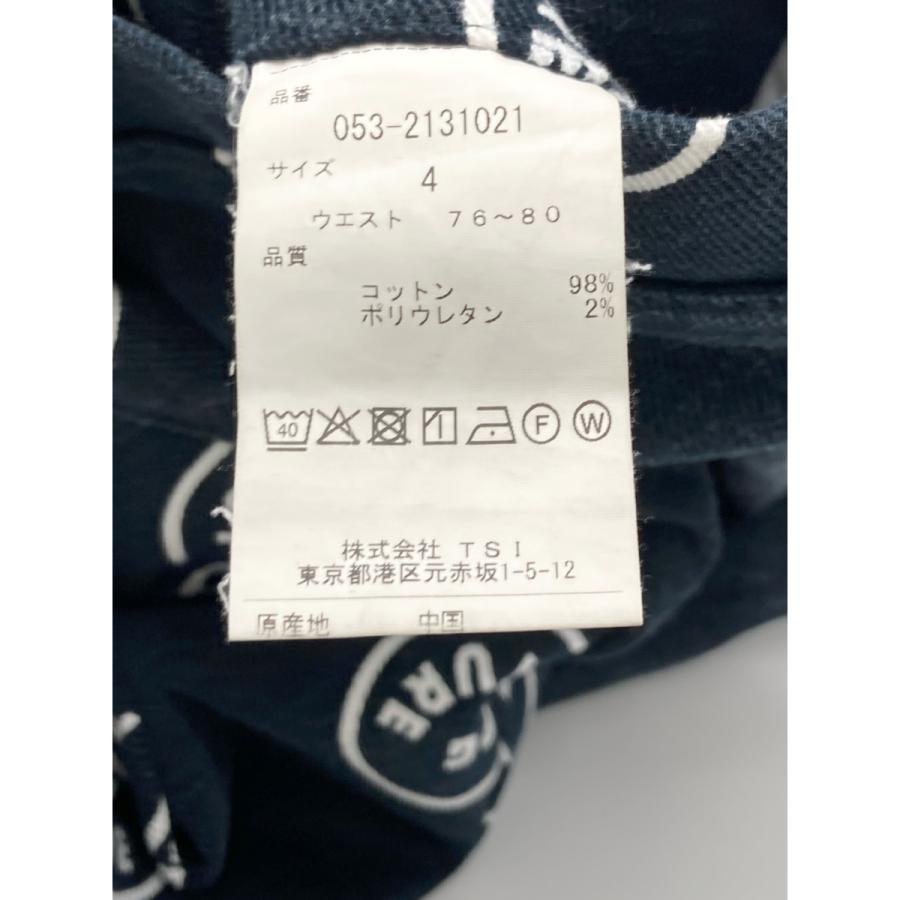 品番
053-2131021
サイズ
4
ウエスト 76～80
品質
コットン 98%
ポリウレタン 2%
40
F
W
株式会社 TSI
東京都港区元赤坂1-5-12
原産地 中国
URE